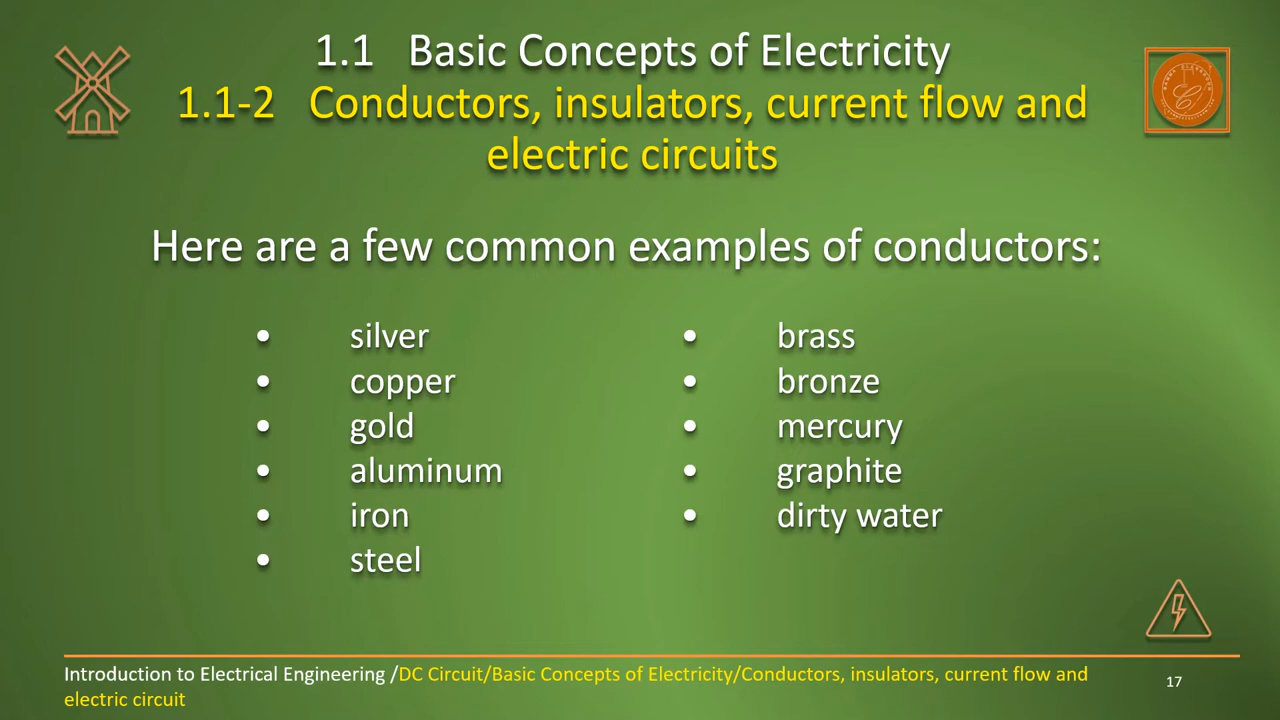 1.1 Basic Concepts of Electricity
1.1-2 Conductors, insulators, current flow and
electric circuits
Here are a few common examples of conductors:
• silver
• copper
• gold
• aluminum
• iron
• steel
• brass
• bronze
• mercury
• graphite
• dirty water
Introduction to Electrical Engineering /DC Circuit/Basic Concepts of Electricity/Conductors, insulators, current flow and
electric circuit
17